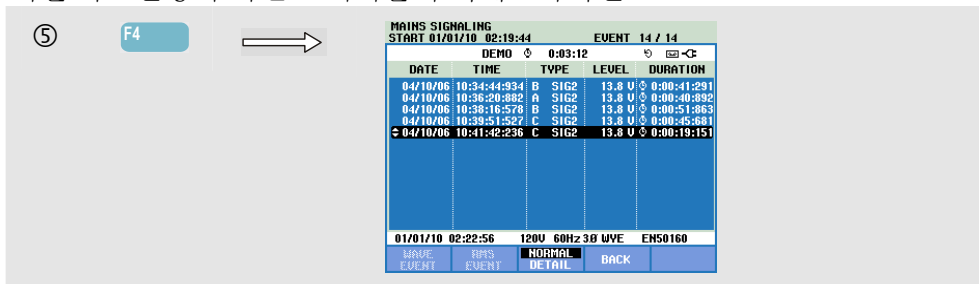 ⑤ F4
MAINS SIGNALING
START 01/01/10 02:19:44 EVENT 14 / 14
DEMO 0:03:12
DATE TIME TYPE LEVEL DURATION
04/10/06 10:34:44:934 B SIG2 13.8 V 0:00:41:291
04/10/06 10:36:20:882 A SIG2 13.8 V 0:00:40:892
04/10/06 10:38:16:578 B SIG2 13.8 V 0:00:51:863
04/10/06 10:39:51:527 C SIG2 13.8 V 0:00:45:681
04/10/06 10:41:42:236 C SIG2 13.8 V 0:00:19:151
01/01/10 02:22:56 120V 60Hz 3Ø WYE EN50160
WAVE EVENT RMS EVENT NORMAL DETAIL BACK